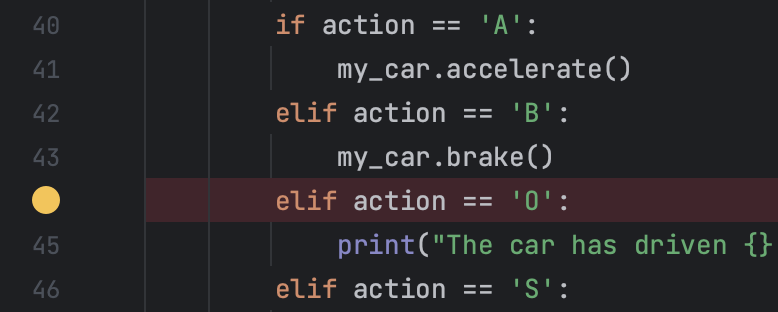 40 if action == 'A':
41 my_car.accelerate()
42 elif action == 'B':
43 my_car.brake()
elif action == 'O':
45 print("The car has driven {}
46 elif action == 'S':